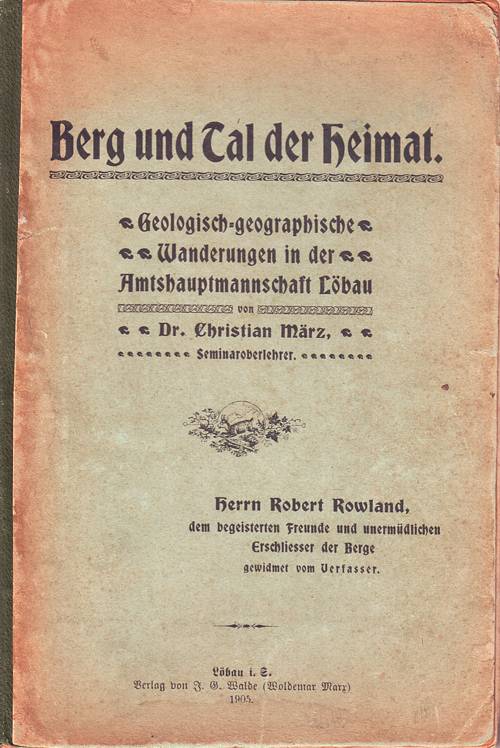 Berg und Tal der Heimat.
Geologisch-geographische
Wanderungen in der
Amtshauptmannschaft Löbau
von
Dr. Christian März,
Seminaroberlehrer.
Herrn Robert Rowland,
dem begeisterten Freunde und unermüdlichen
Erschliesser der Berge
gewidmet vom Verfasser.
Löbau i. S.
Verlag von J. G. Walde (Woldemar Marx)
1905.